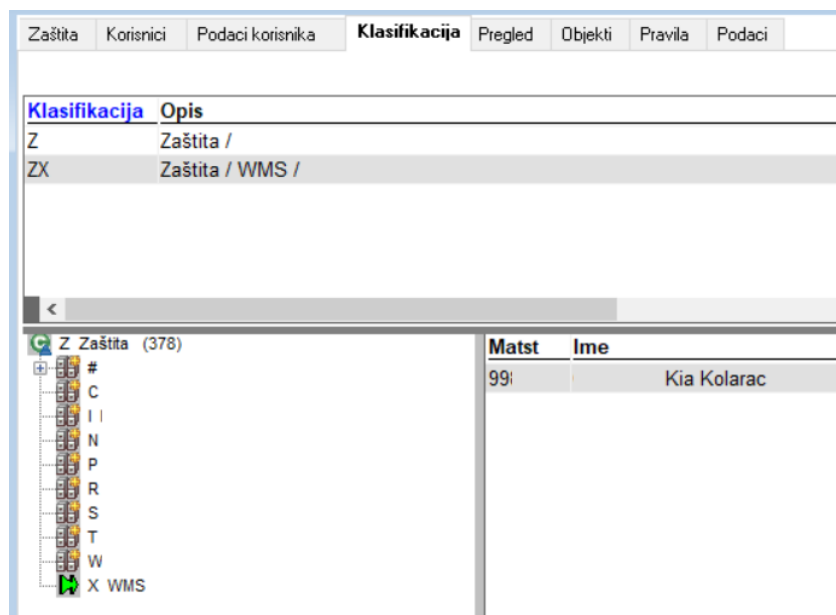 Zaštita Korisnici Podaci korisnika Klasifikacija Pregled Objekti Pravila Podaci
Klasifikacija Opis
Z Zaštita /
ZX Zaštita / WMS /
<
Z Zaštita (378)
#
C
I
N
P
R
S
T
W
X WMS
Matst Ime
998 Kia Kolarac